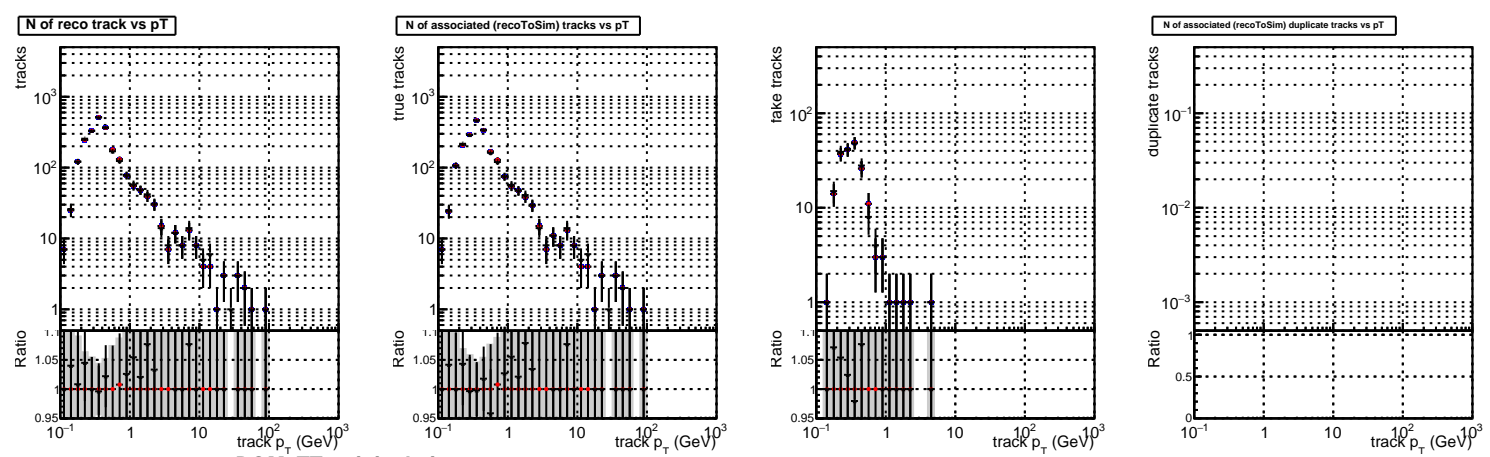 N of reco track vs pT
tracks
10³
10²
10
1
Ratio
1.1
1.05
1
0.95
10⁻¹ 1 10 10² 10³
track p_T (GeV)
N of associated (recoToSim) tracks vs pT
true tracks
10³
10²
10
1
Ratio
1.1
1.05
1
0.95
10⁻¹ 1 10 10² 10³
track p_T (GeV)
fake tracks
10²
10
1
Ratio
1.1
1.05
1
0.95
10⁻¹ 1 10 10² 10³
track p_T (GeV)
N of associated (recoToSim) duplicate tracks vs pT
duplicate tracks
10⁻¹
10⁻²
10⁻³
Ratio
1
0.5
0
10⁻¹ 1 10 10² 10³
track p_T (GeV)